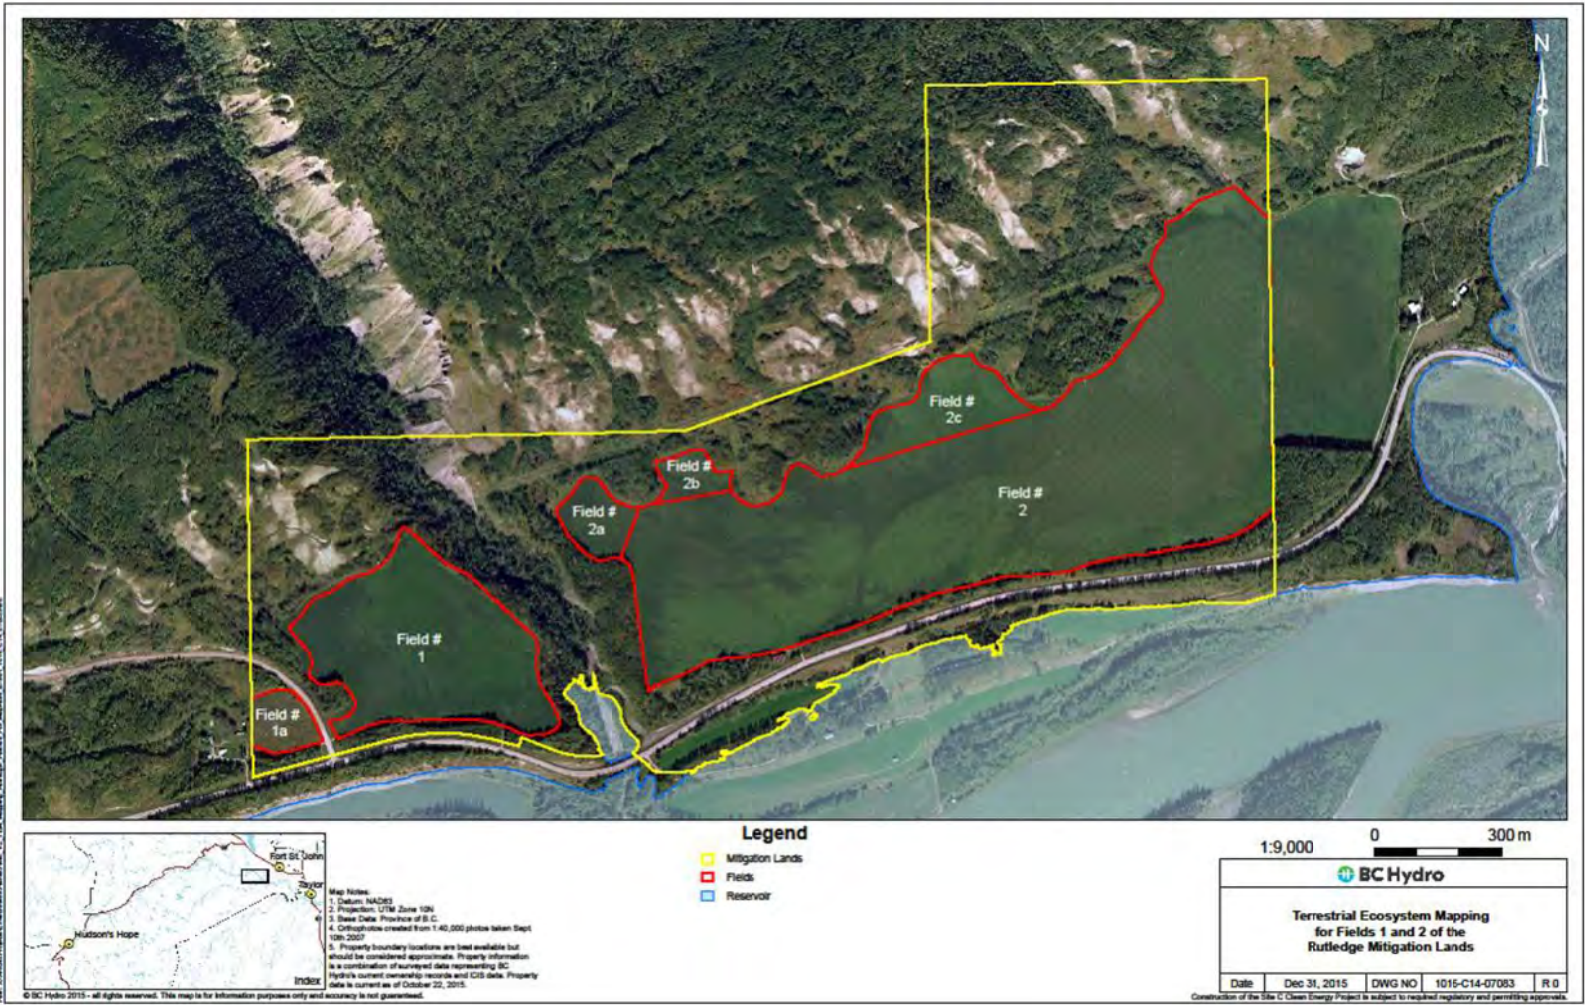 N
Field #
2c
Field #
2b
Field #
2a
Field #
2
Field #
1
Field #
1a
Legend
Mitigation Lands
Fields
Reservoir
0 300 m
1:9,000
BC Hydro
Terrestrial Ecosystem Mapping
for Fields 1 and 2 of the
Rutledge Mitigation Lands
Date Dec 31, 2015 DWG NO 1016-C14-07083 R 0
Construction of the Site C Clean Energy Project is subject to required regulatory and permitting approvals.
Fort St. John
Taylor
Hudson's Hope
Index
Map Notes:
1. Datum: NAD83
2. Projection: UTM Zone 10N
3. Base Data: Province of B.C.
4. Orthophotos created from 1:40,000 photos taken Sept.
10th 2007
5. Property boundary locations are best available but
should be considered approximate. Property information
is a combination of surveyed data representing BC
Hydro's current ownership records and ICIS data. Property
data is current as of October 22, 2015.
© BC Hydro 2015 - all rights reserved. This map is for information purposes only and accuracy is not guaranteed.